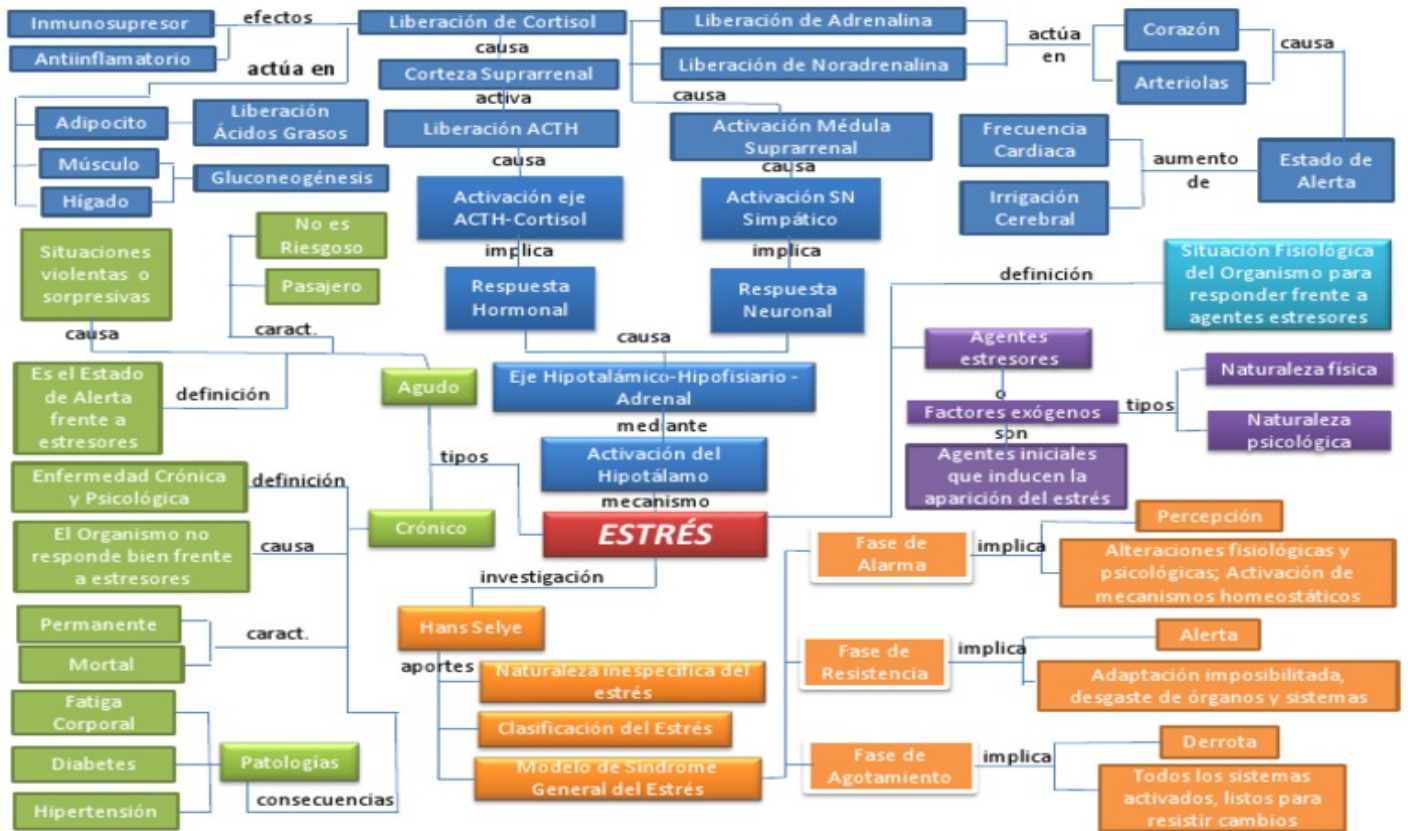 Inmunosupresor
efectos
Liberación de Cortisol
Liberación de Adrenalina
Corazón
Antiinflamatorio
causa
actúa
en
causa
actúa en
Corteza Suprarrenal
Liberación de Noradrenalina
Arteriolas
activa
causa
Adipocito
Liberación
Ácidos Grasos
Liberación ACTH
Activación Médula
Suprarrenal
Frecuencia
Cardiaca
Músculo
causa
causa
aumento
de
Estado de
Alerta
Gluconeogénesis
Hígado
Activación eje
ACTH-Cortisol
Activación SN
Simpático
Irrigación
Cerebral
Situaciones
violentas o
sorpresivas
No es
Riesgoso
implica
implica
Situación Fisiológica
del Organismo para
responder frente a
agentes estresores
definición
Pasajero
Respuesta
Hormonal
Respuesta
Neuronal
causa
caract.
causa
Agentes
estresores
Es el Estado
de Alerta
frente a
estresores
definición
Agudo
Eje Hipotalámico-Hipofisiario -
Adrenal
o
Naturaleza física
Factores exógenos
tipos
mediante
son
Naturaleza
psicológica
tipos
Activación del
Hipotálamo
Agentes iniciales
que inducen la
aparición del estrés
Enfermedad Crónica
y Psicológica
definición
mecanismo
Crónico
ESTRÉS
Percepción
El Organismo no
responde bien frente
a estresores
causa
Fase de
Alarma
implica
Alteraciones fisiológicas y
psicológicas; Activación de
mecanismos homeostáticos
investigación
Permanente
caract.
Hans Selye
Alerta
Mortal
aportes
Fase de
Resistencia
implica
Naturaleza inespecífica del
estrés
Adaptación imposibilitada,
desgaste de órganos y sistemas
Fatiga
Corporal
Clasificación del Estrés
Derrota
Diabetes
Patologías
Modelo de Síndrome
General del Estrés
Fase de
Agotamiento
implica
Todos los sistemas
activados, listos para
resistir cambios
Hipertensión
consecuencias